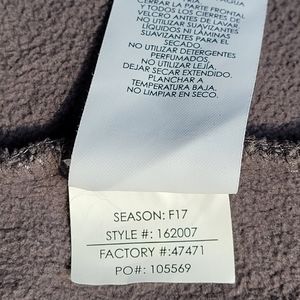 AGUA
CERRAR LA PARTE FRONTAL
Y TODOS LOS CIERRES DE
VELCRO ANTES DE LAVAR.
NO UTILIZAR SUAVIZANTES
LÍQUIDOS NI LÁMINAS
SUAVIZANTES PARA EL
SECADO.
NO UTILIZAR DETERGENTES
PERFUMADOS.
NO UTILIZAR LEJÍA.
DEJAR SECAR EXTENDIDO.
PLANCHAR A
TEMPERATURA BAJA.
NO LIMPIAR EN SECO.
SEASON: F17
STYLE #: 162007
FACTORY #:47471
PO#: 105569